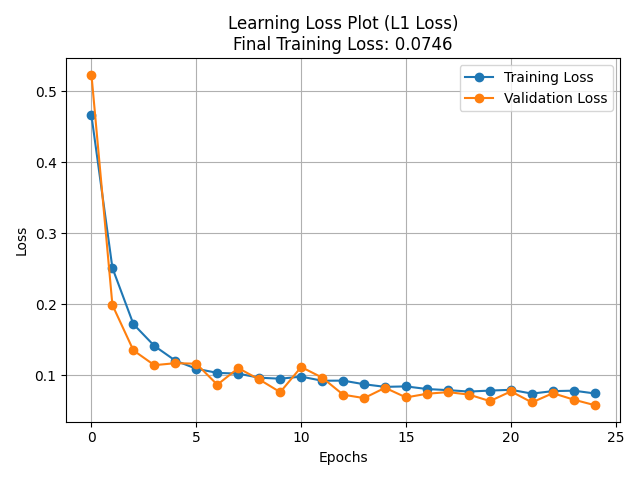 Learning Loss Plot (L1 Loss)
Final Training Loss: 0.0746
Training Loss
Validation Loss
Loss
0.5
0.4
0.3
0.2
0.1
0 5 10 15 20 25
Epochs